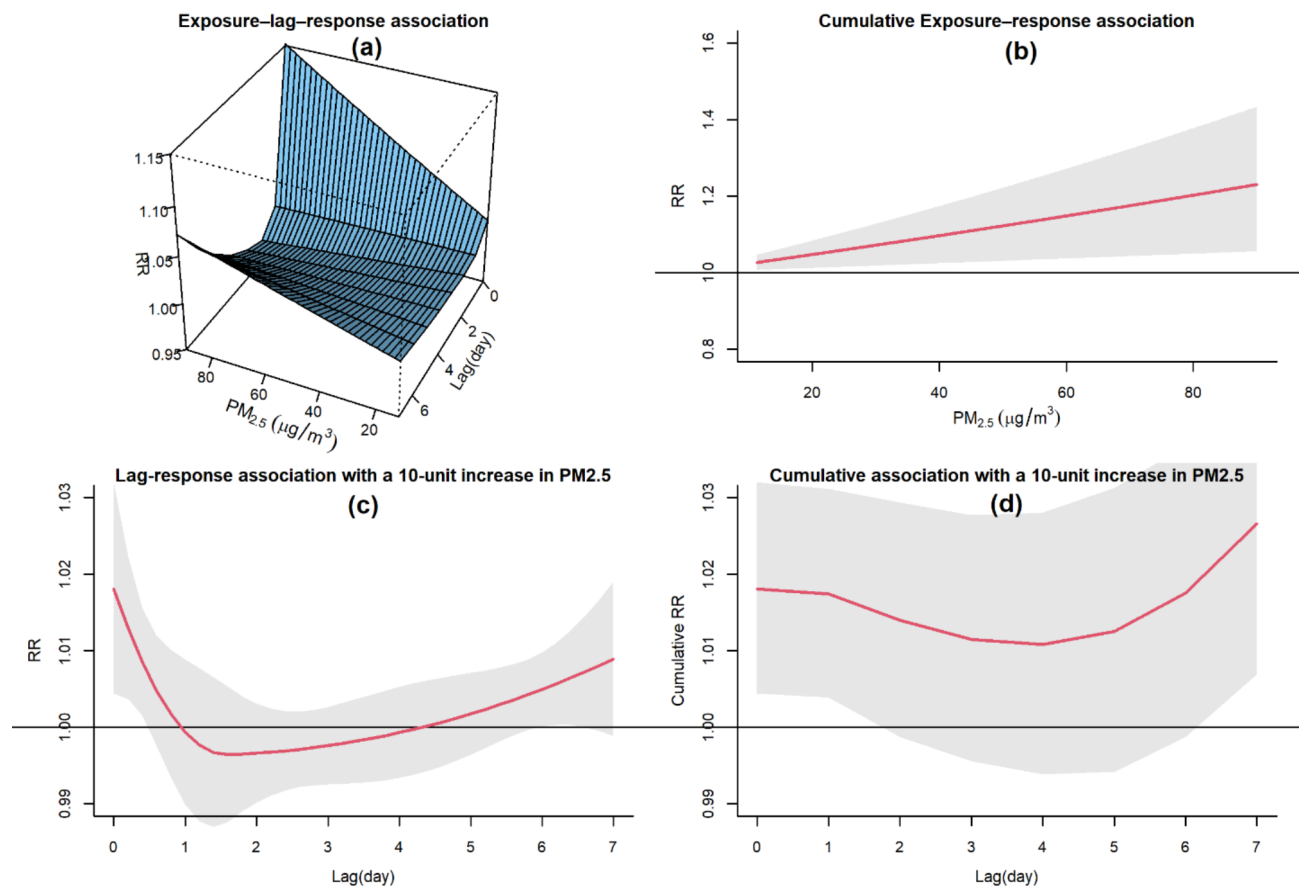 Exposure–lag–response association
(a)
1.15
1.10
1.05
1.00
0.95
RR
80
60
40
20
PM2.5 (μg/m³)
0
2
4
6
Lag(day)
Cumulative Exposure–response association
(b)
1.6
1.4
1.2
1.0
0.8
RR
20
40
60
80
PM2.5 (μg/m³)
Lag-response association with a 10-unit increase in PM2.5
(c)
1.03
1.02
1.01
1.00
0.99
RR
0 1 2 3 4 5 6 7
Lag(day)
Cumulative association with a 10-unit increase in PM2.5
(d)
1.03
1.02
1.01
1.00
0.99
Cumulative RR
0 1 2 3 4 5 6 7
Lag(day)